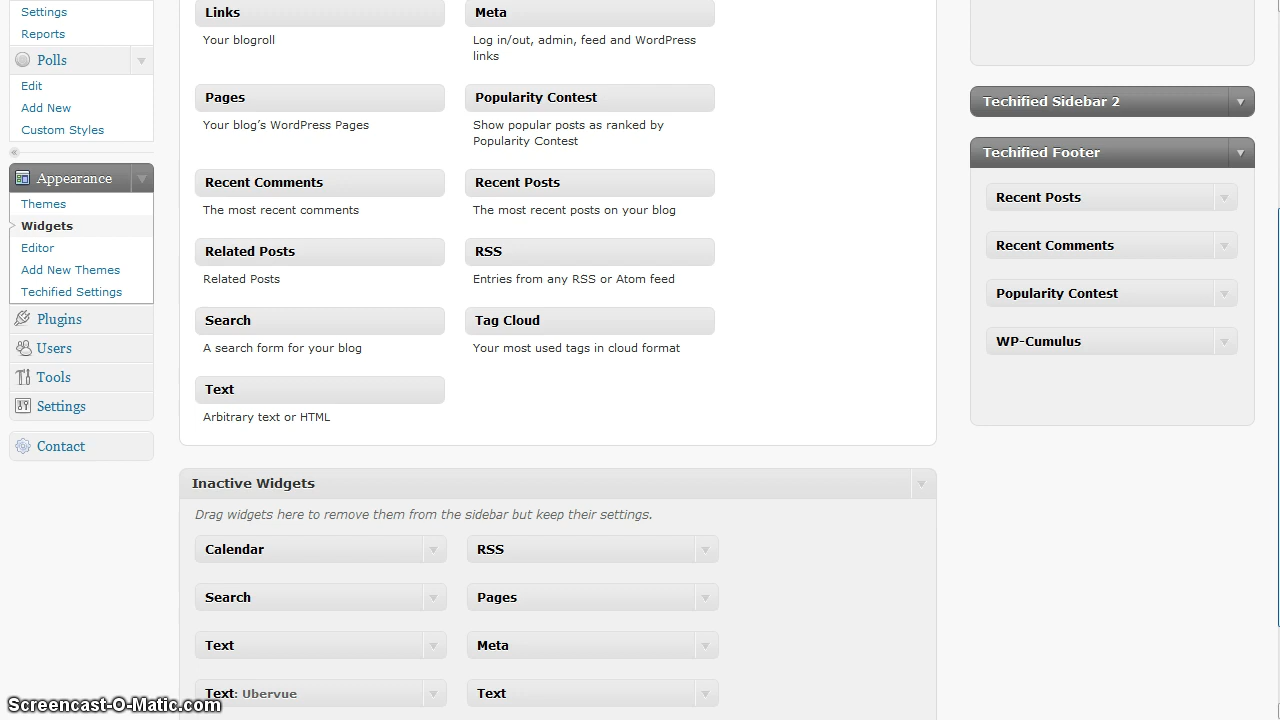 Settings
Reports
Polls
Edit
Add New
Custom Styles
Appearance
Themes
Widgets
Editor
Add New Themes
Techified Settings
Plugins
Users
Tools
Settings
Contact
Links
Your blogroll
Meta
Log in/out, admin, feed and WordPress
links
Pages
Your blog’s WordPress Pages
Popularity Contest
Show popular posts as ranked by
Popularity Contest
Recent Comments
The most recent comments
Recent Posts
The most recent posts on your blog
Related Posts
Related Posts
RSS
Entries from any RSS or Atom feed
Search
A search form for your blog
Tag Cloud
Your most used tags in cloud format
Text
Arbitrary text or HTML
Inactive Widgets
Drag widgets here to remove them from the sidebar but keep their settings.
Calendar
RSS
Search
Pages
Text
Meta
Text: Ubervue
Text
Techified Sidebar 2
Techified Footer
Recent Posts
Recent Comments
Popularity Contest
WP-Cumulus
Screencast-O-Matic.com